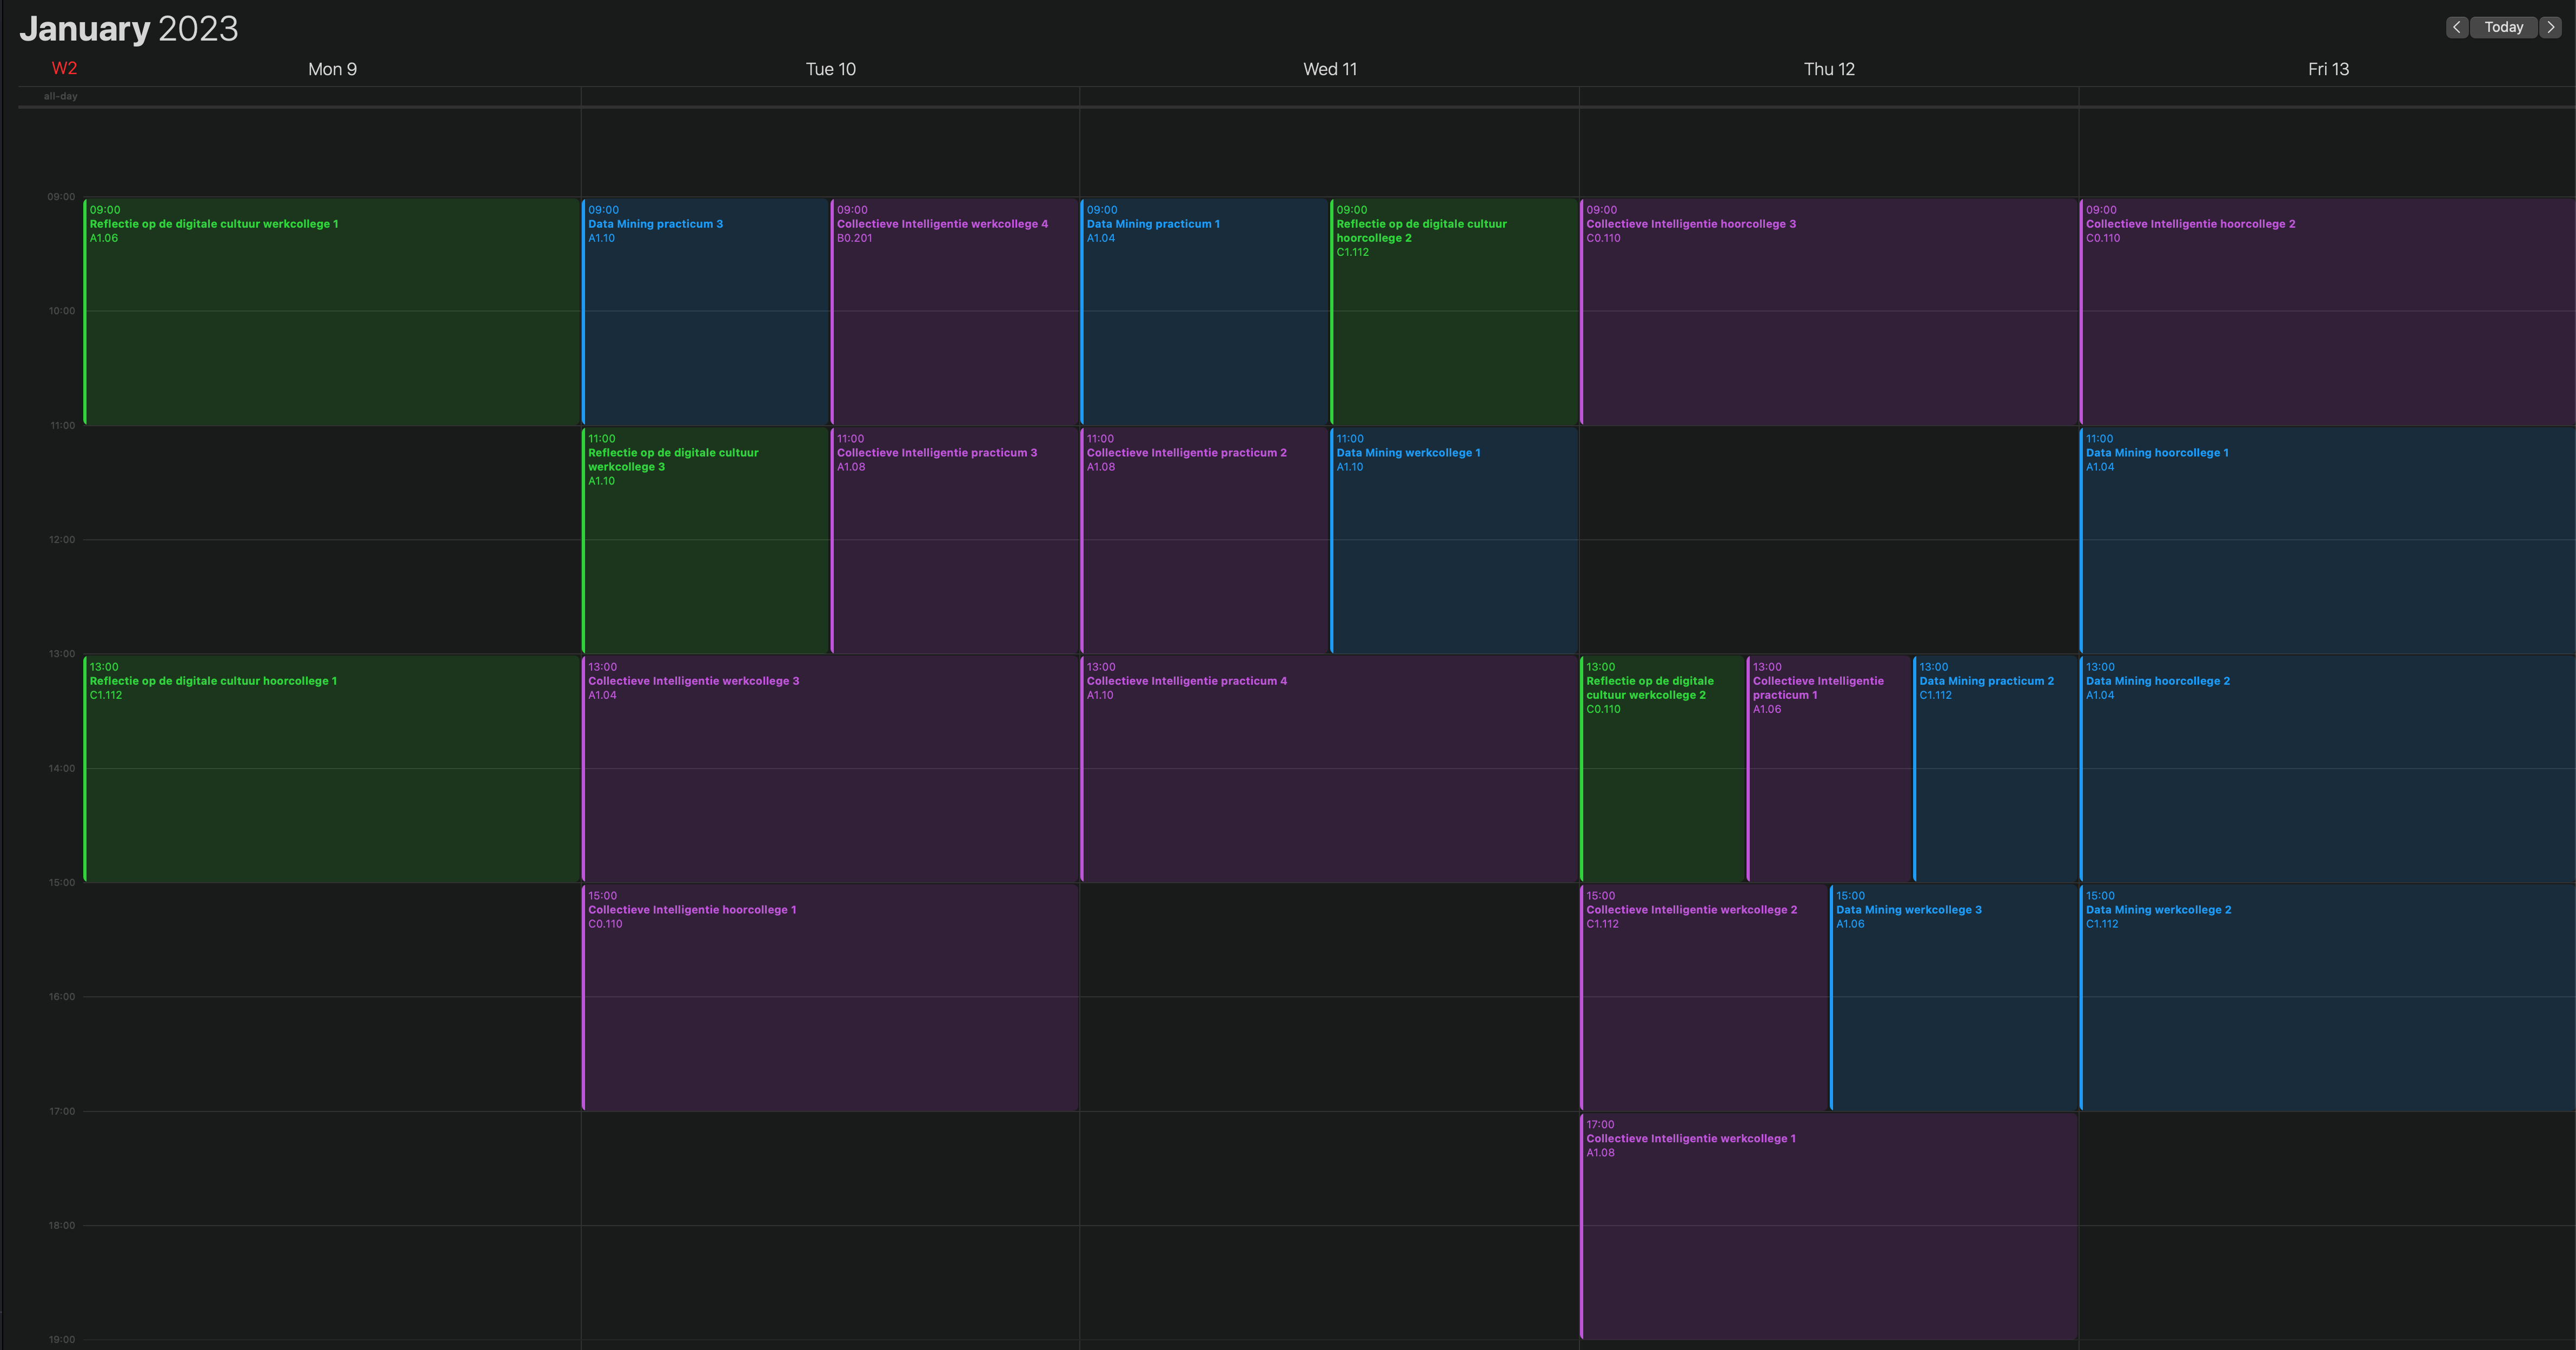 January 2023
Today
W2
Mon 9
Tue 10
Wed 11
Thu 12
Fri 13
all-day
09:00
10:00
11:00
12:00
13:00
14:00
15:00
16:00
17:00
18:00
19:00
09:00
Reflectie op de digitale cultuur werkcollege 1
A1.06
13:00
Reflectie op de digitale cultuur hoorcollege 1
C1.112
09:00
Data Mining practicum 3
A1.10
09:00
Collectieve Intelligentie werkcollege 4
B0.201
11:00
Reflectie op de digitale cultuur
werkcollege 3
A1.10
11:00
Collectieve Intelligentie practicum 3
A1.08
13:00
Collectieve Intelligentie werkcollege 3
A1.04
15:00
Collectieve Intelligentie hoorcollege 1
C0.110
09:00
Data Mining practicum 1
A1.04
09:00
Reflectie op de digitale cultuur
hoorcollege 2
C1.112
11:00
Collectieve Intelligentie practicum 2
A1.08
11:00
Data Mining werkcollege 1
A1.10
13:00
Collectieve Intelligentie practicum 4
A1.10
09:00
Collectieve Intelligentie hoorcollege 3
C0.110
13:00
Reflectie op de digitale
cultuur werkcollege 2
C0.110
13:00
Collectieve Intelligentie
practicum 1
A1.06
13:00
Data Mining practicum 2
C1.112
15:00
Collectieve Intelligentie werkcollege 2
C1.112
15:00
Data Mining werkcollege 3
A1.06
17:00
Collectieve Intelligentie werkcollege 1
A1.08
09:00
Collectieve Intelligentie hoorcollege 2
C0.110
11:00
Data Mining hoorcollege 1
A1.04
13:00
Data Mining hoorcollege 2
A1.04
15:00
Data Mining werkcollege 2
C1.112